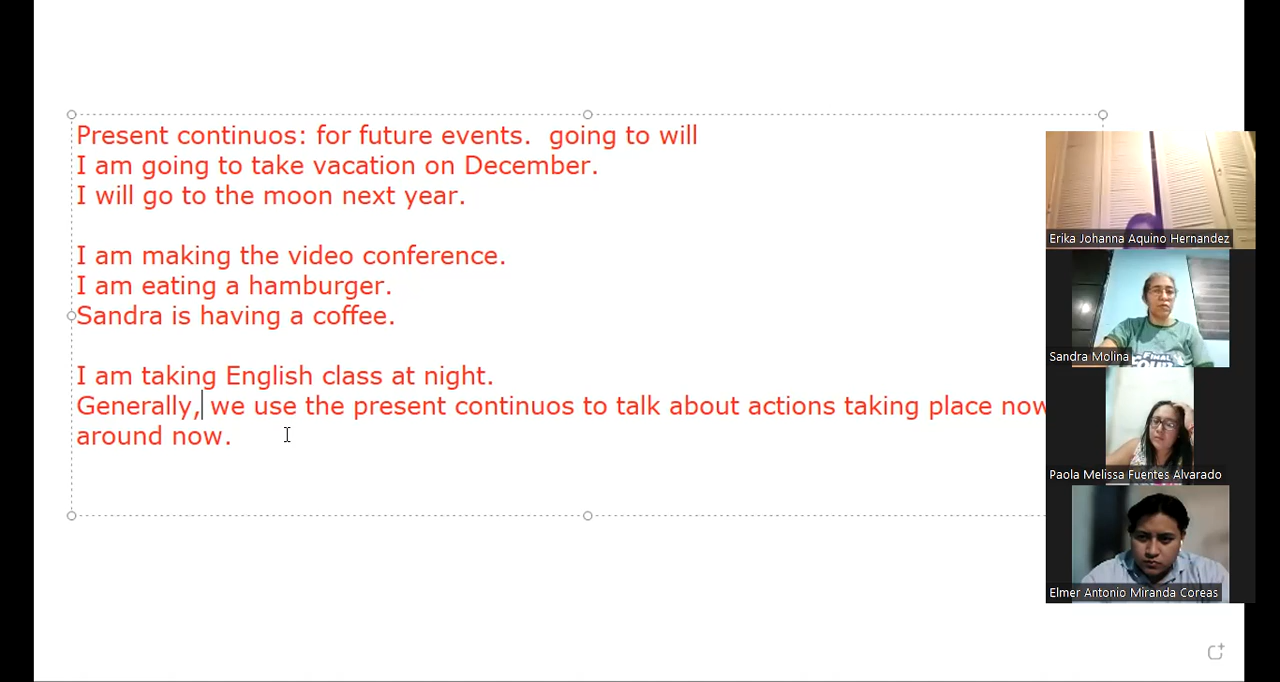 Present continuos: for future events.  going to will
I am going to take vacation on December.
I will go to the moon next year.
I am making the video conference.
I am eating a hamburger.
Sandra is having a coffee.
I am taking English class at night.
Generally, we use the present continuos to talk about actions taking place now
around now.
Erika Johanna Aquino Hernandez
Sandra Molina
Paola Melissa Fuentes Alvarado
Elmer Antonio Miranda Coreas